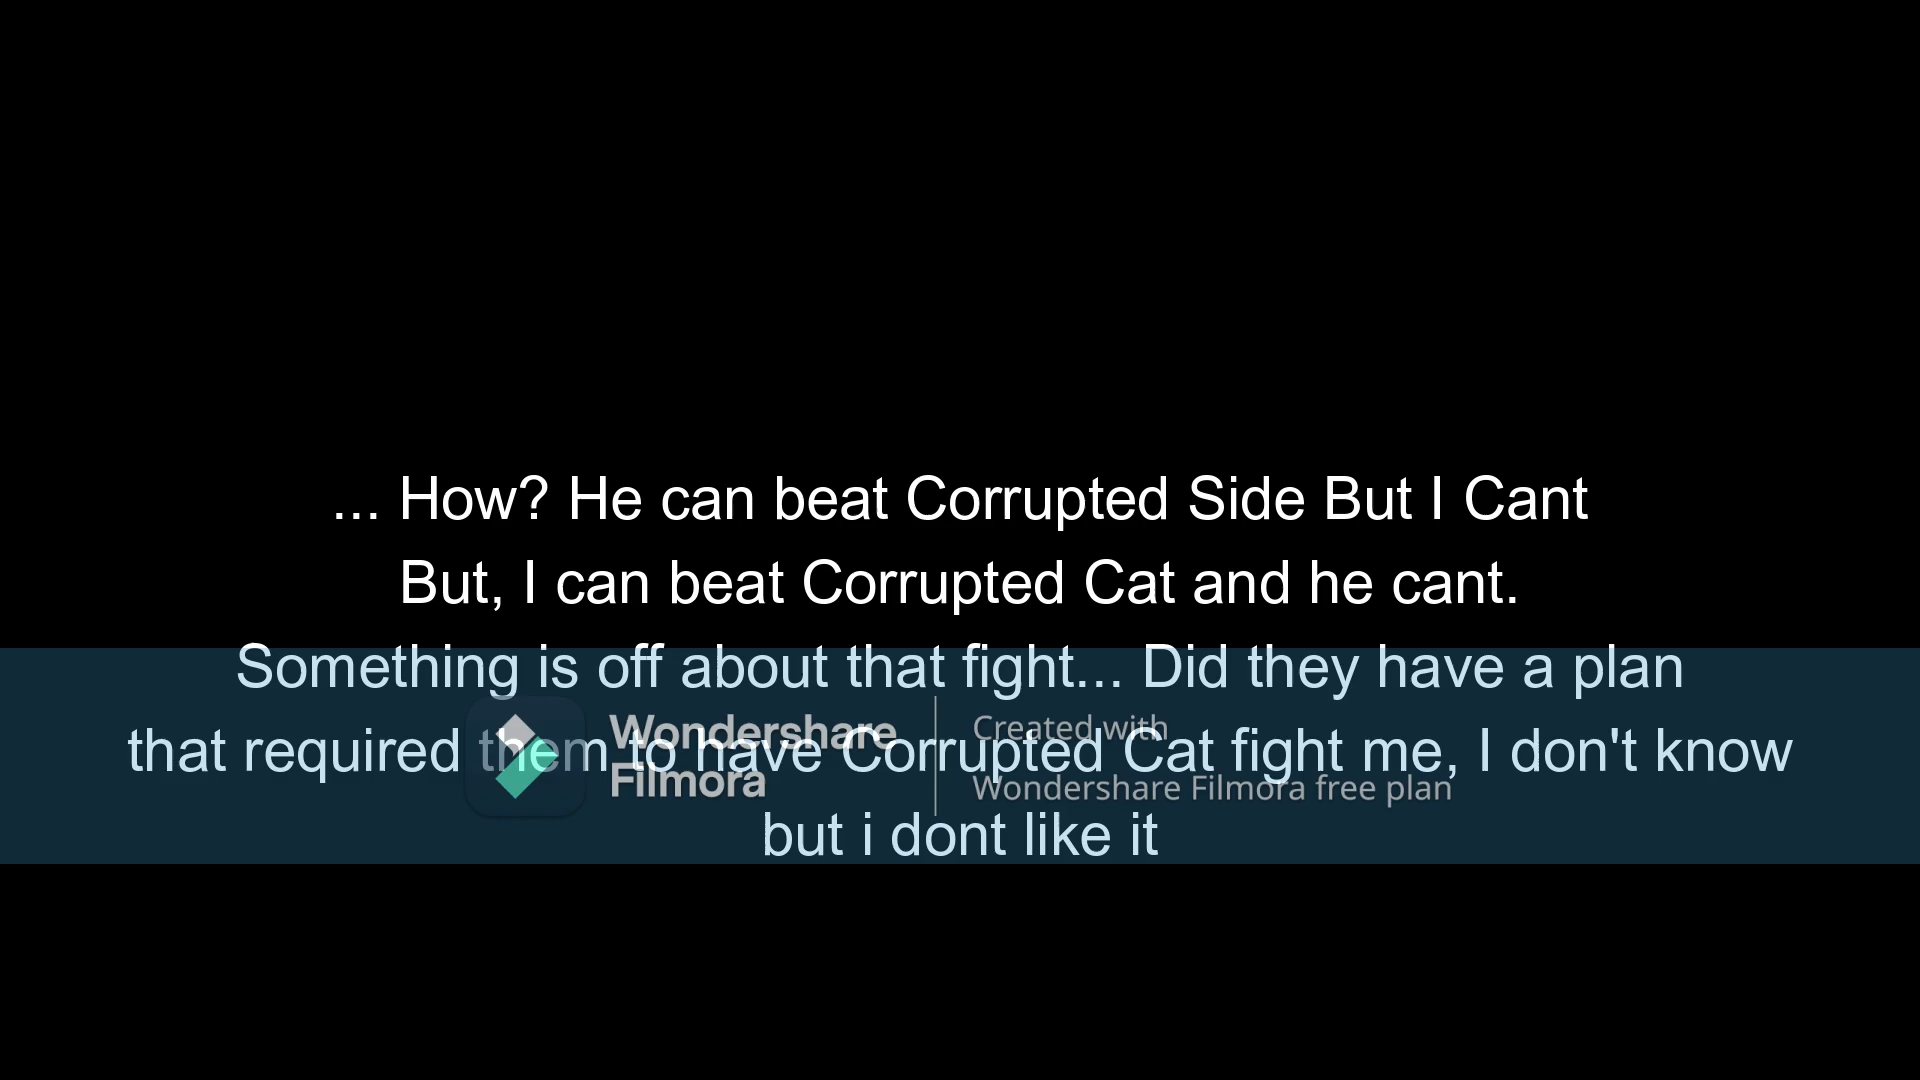 ... How? He can beat Corrupted Side But I Cant
But, I can beat Corrupted Cat and he cant.
Something is off about that fight... Did they have a plan
that required them to have Corrupted Cat fight me, I don't know
but i dont like it
Wondershare
Filmora
Created with
Wondershare Filmora free plan